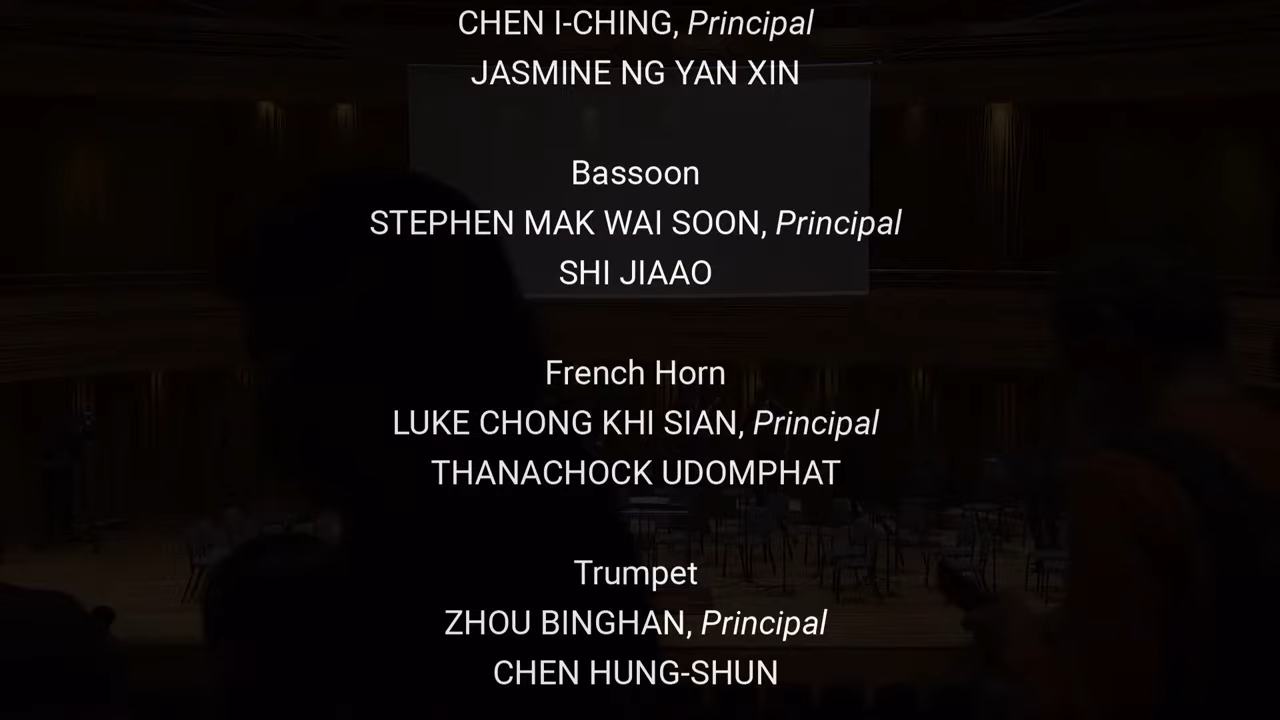 CHEN I-CHING, Principal
JASMINE NG YAN XIN
Bassoon
STEPHEN MAK WAI SOON, Principal
SHI JIAAO
French Horn
LUKE CHONG KHI SIAN, Principal
THANACHOCK UDOMPHAT
Trumpet
ZHOU BINGHAN, Principal
CHEN HUNG-SHUN